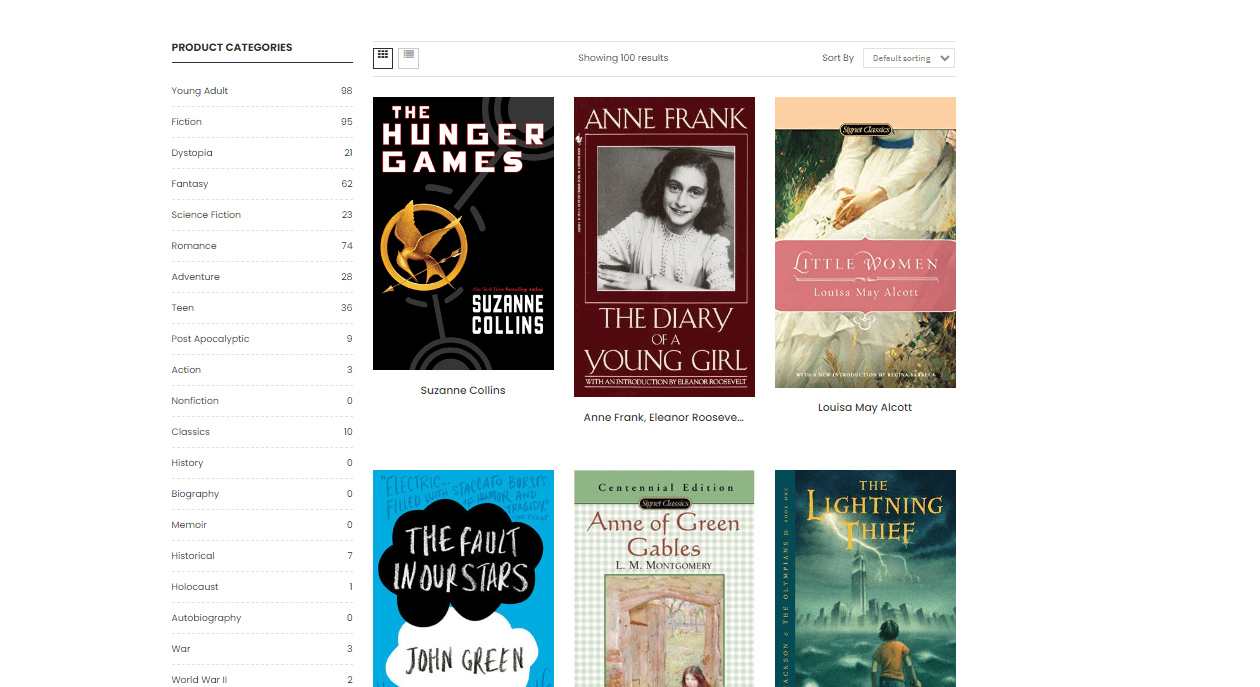 PRODUCT CATEGORIES
Young Adult 98
Fiction 95
Dystopia 21
Fantasy 62
Science Fiction 23
Romance 74
Adventure 28
Teen 36
Post Apocalyptic 9
Action 3
Nonfiction 0
Classics 10
History 0
Biography 0
Memoir 0
Historical 7
Holocaust 1
Autobiography 0
War 3
World War II 2
Showing 100 results
Sort By
Default sorting
THE
HUNGER
GAMES
SUZANNE
COLLINS
Suzanne Collins
ANNE FRANK
THE DIARY
OF A
YOUNG GIRL
WITH AN INTRODUCTION BY ELEANOR ROOSEVELT
Anne Frank, Eleanor Rooseve...
Signet Classics
LITTLE WOMEN
Louisa May Alcott
WITH A NEW INTRODUCTION BY REGINA BARRECA
Louisa May Alcott
"ELECTRIC...
FILLED WITH STACCATO BURSTS
OF HUMOR AND
TRAGEDY."
THE FAULT
IN OUR STARS
JOHN GREEN
Centennial Edition
Signet Classics
Anne of Green
Gables
L. M. MONTGOMERY
THE
LIGHTNING
THIEF
JACKSON & THE OLYMPIANS BOOK ONE